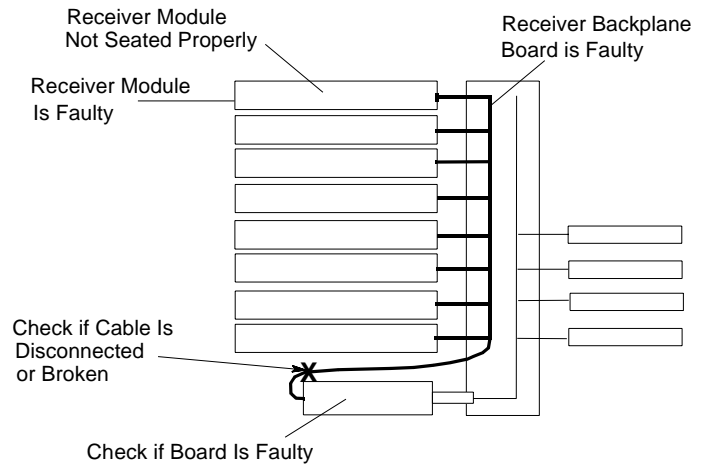 Receiver Module
Not Seated Properly
Receiver Backplane
Board is Faulty
Receiver Module
Is Faulty
Check if Cable Is
Disconnected
or Broken
X
Check if Board Is Faulty